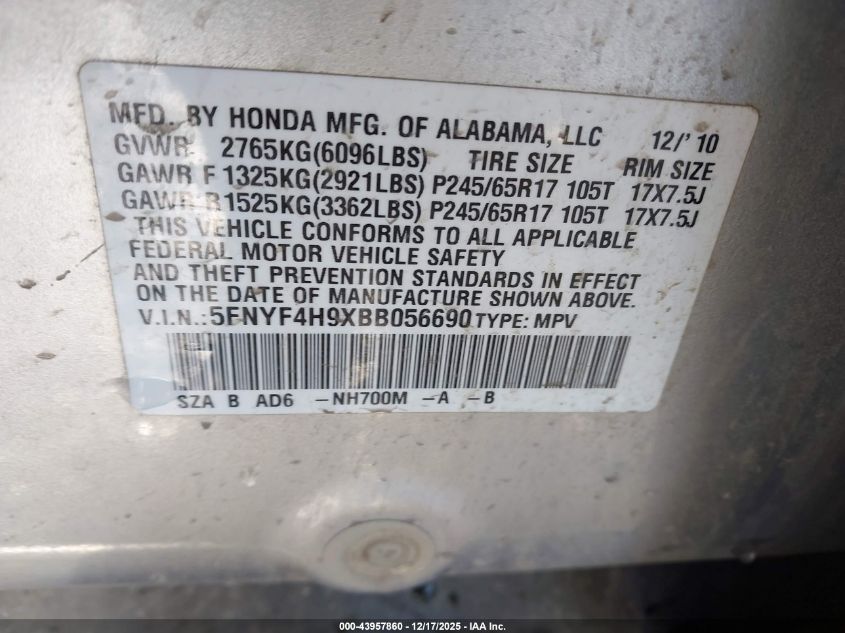 MFD. BY HONDA MFG. OF ALABAMA, LLC 12/'10
GVWR 2765KG(6096LBS) TIRE SIZE RIM SIZE
GAWR F 1325KG(2921LBS) P245/65R17 105T 17X7.5J
GAWR R 1525KG(3362LBS) P245/65R17 105T 17X7.5J
THIS VEHICLE CONFORMS TO ALL APPLICABLE
FEDERAL MOTOR VEHICLE SAFETY
AND THEFT PREVENTION STANDARDS IN EFFECT
ON THE DATE OF MANUFACTURE SHOWN ABOVE.
V.I.N.: 5FNYF4H9XBB056690 TYPE: MPV
SZA B AD6 -NH700M -A -B
000-43957860 - 12/17/2025 - IAA Inc.